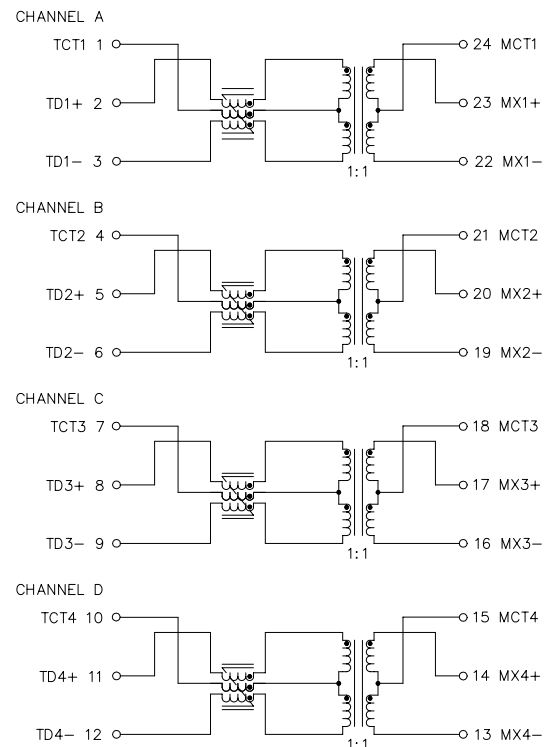 CHANNEL A
TCT1 1
24 MCT1
TD1+ 2
23 MX1+
TD1− 3
22 MX1−
1:1
CHANNEL B
TCT2 4
21 MCT2
TD2+ 5
20 MX2+
TD2− 6
19 MX2−
1:1
CHANNEL C
TCT3 7
18 MCT3
TD3+ 8
17 MX3+
TD3− 9
16 MX3−
1:1
CHANNEL D
TCT4 10
15 MCT4
TD4+ 11
14 MX4+
TD4− 12
13 MX4−
1:1